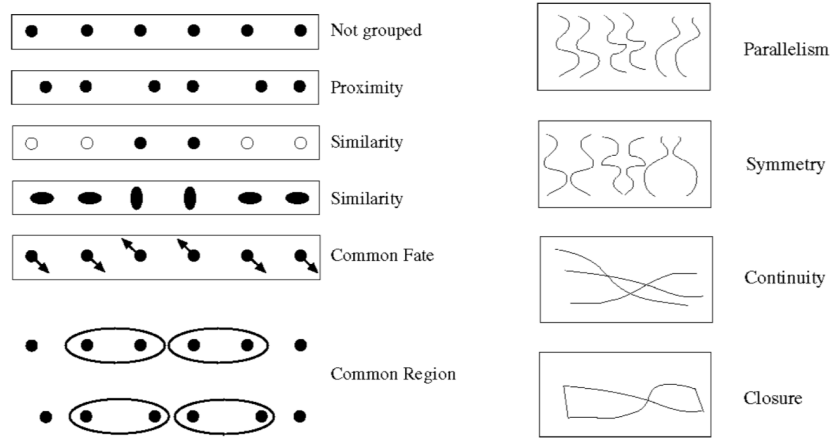 Not grouped
Proximity
Similarity
Similarity
Common Fate
Common Region
Parallelism
Symmetry
Continuity
Closure